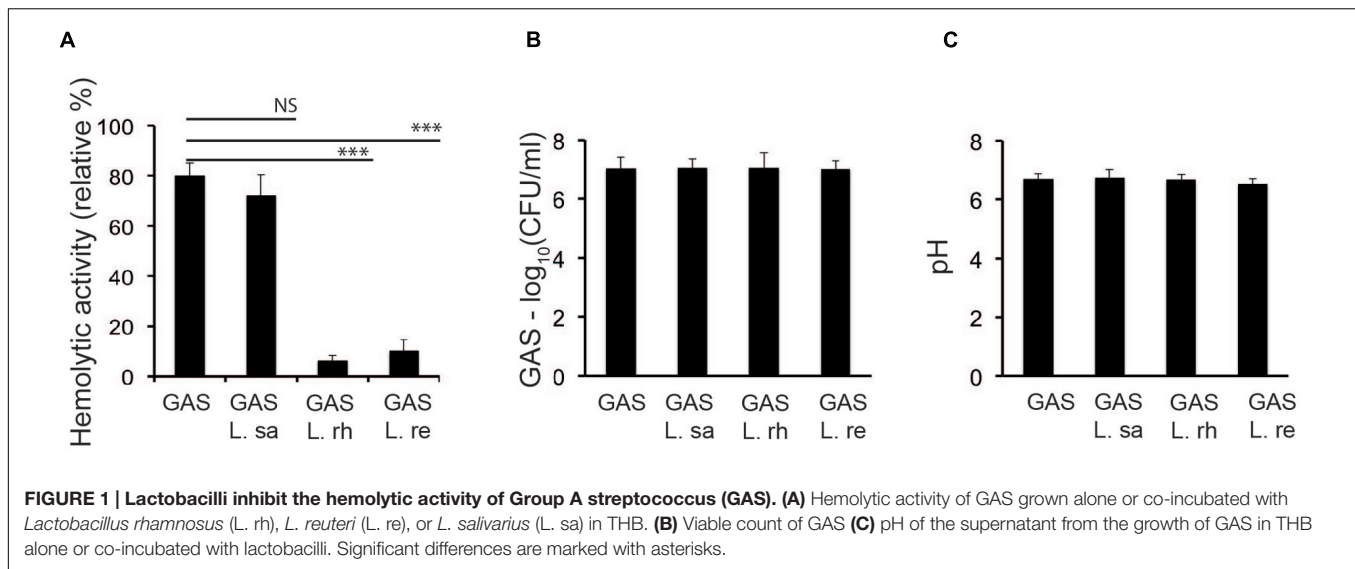 A
B
C
Hemolytic activity (relative %)
100
80
60
40
20
0
NS
***
***
GAS
GAS
GAS
GAS
L. sa
L. rh
L. re
GAS - log10(CFU/ml)
8
6
4
2
0
GAS
GAS
GAS
GAS
L. sa
L. rh
L. re
pH
8
6
4
2
0
GAS
GAS
GAS
GAS
L. sa
L. rh
L. re
FIGURE 1 | Lactobacilli inhibit the hemolytic activity of Group A streptococcus (GAS). (A) Hemolytic activity of GAS grown alone or co-incubated with
Lactobacillus rhamnosus (L. rh), L. reuteri (L. re), or L. salivarius (L. sa) in THB. (B) Viable count of GAS (C) pH of the supernatant from the growth of GAS in THB
alone or co-incubated with lactobacilli. Significant differences are marked with asterisks.